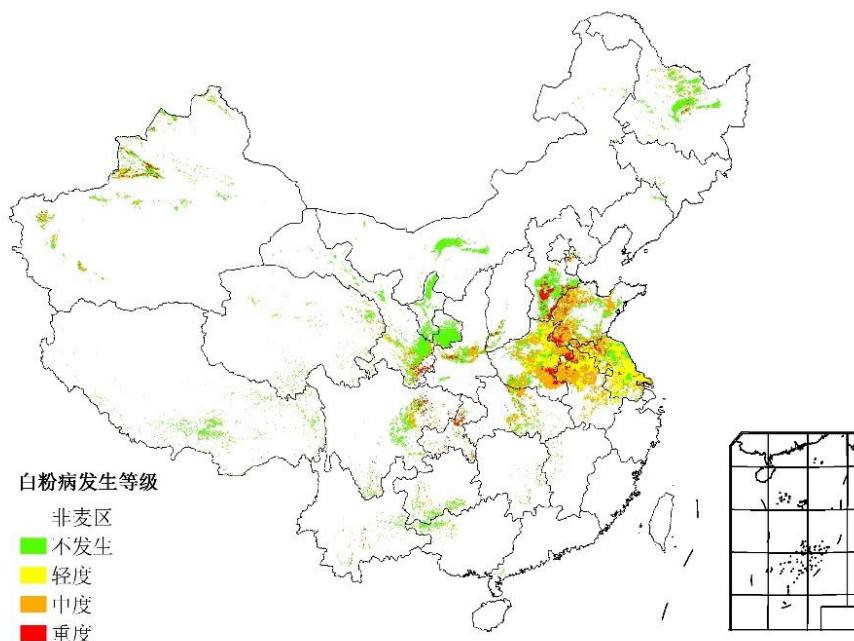 白粉病发生等级
非麦区
不发生
轻度
中度
重度